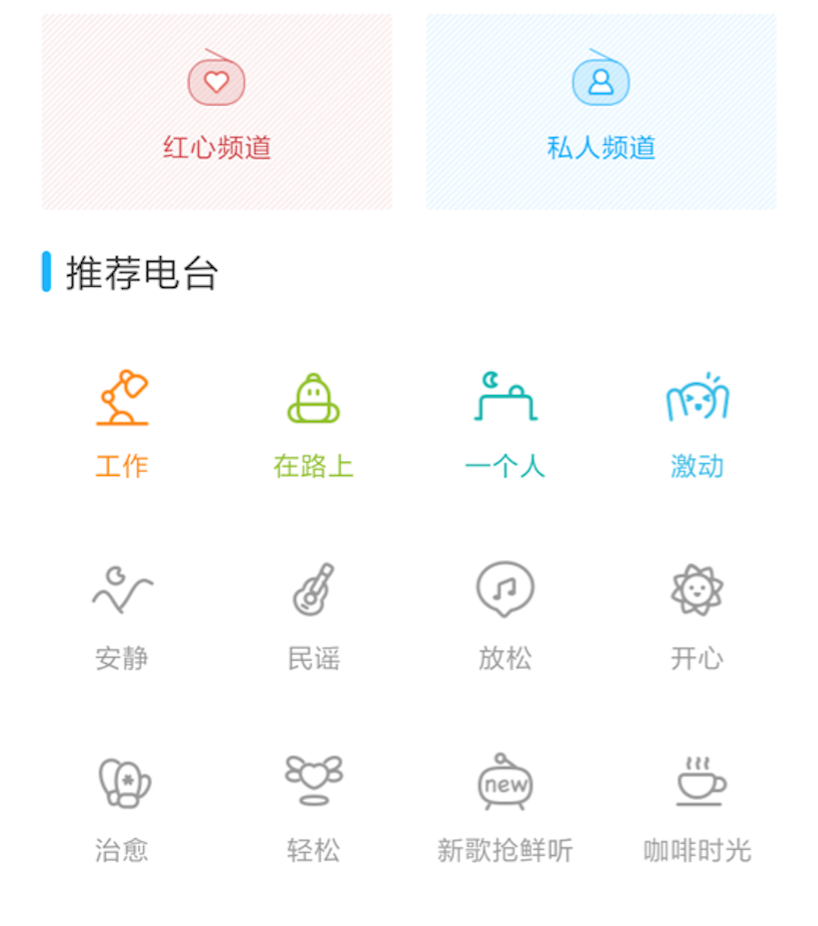 红心频道
私人频道
推荐电台
工作
在路上
一个人
激动
安静
民谣
放松
开心
治愈
轻松
new
新歌抢鲜听
咖啡时光